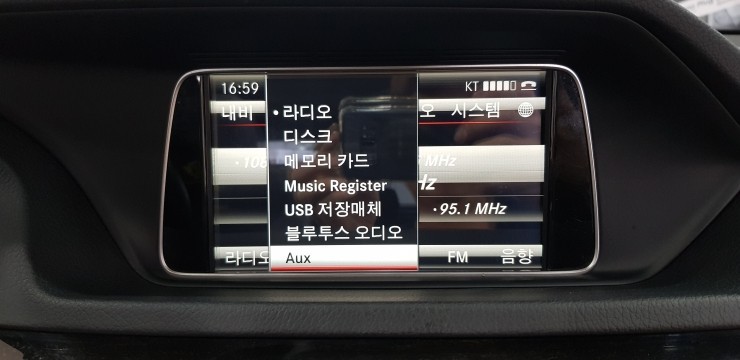 16:59
KT
내비
시스템
• 라디오
디스크
메모리 카드
Music Register
USB 저장매체
블루투스 오디오
Aux
MHz
Hz
• 95.1 MHz
라디오
FM
음향